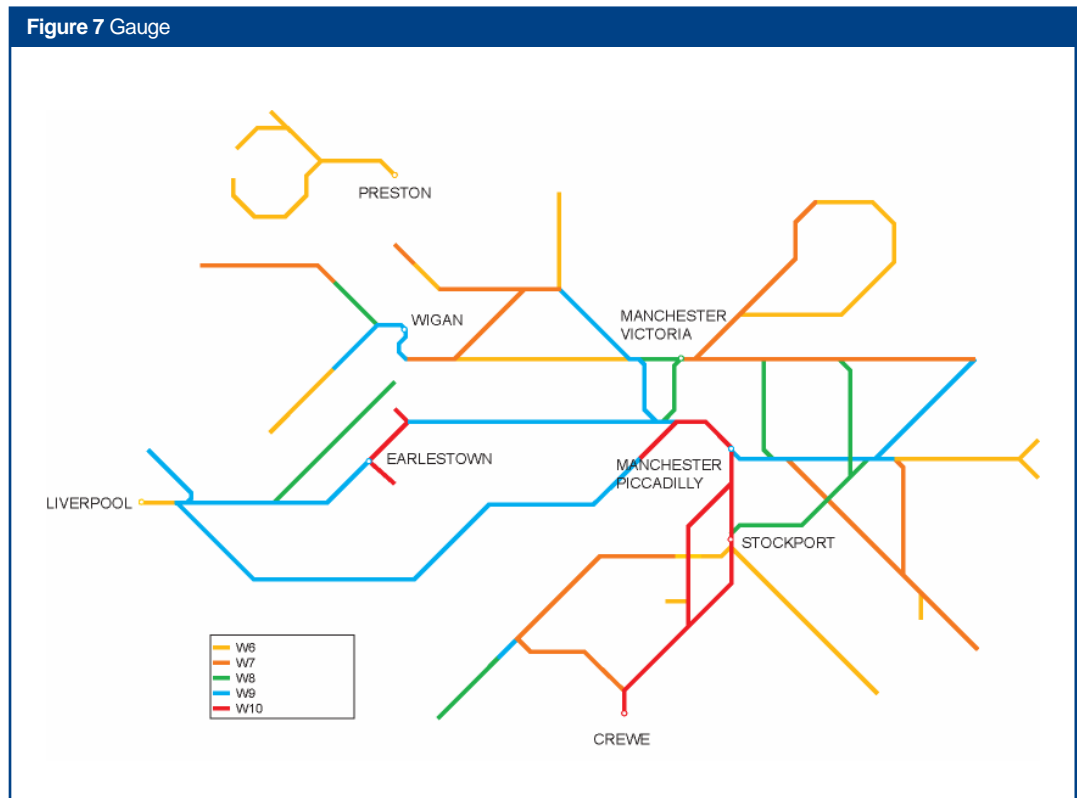 Figure 7 Gauge
PRESTON
WIGAN
MANCHESTER
VICTORIA
EARLESTOWN
MANCHESTER
PICCADILLY
LIVERPOOL
STOCKPORT
W6
W7
W8
W9
W10
CREWE